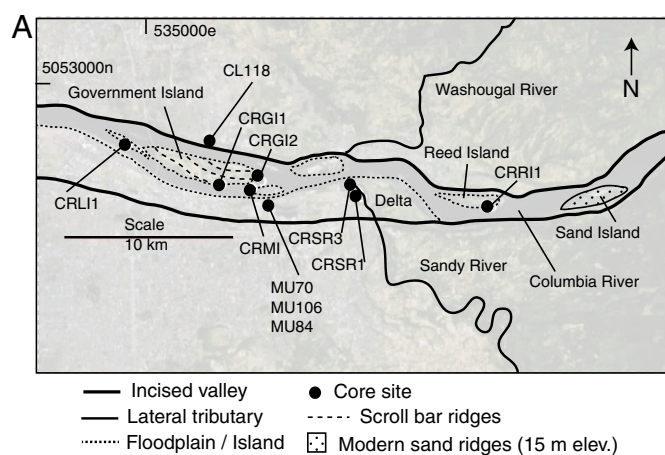 A
535000e
5053000n
CL118
Government Island
CRGI1
CRGI2
Washougal River
N
Reed Island
CRRI1
CRLI1
Scale
10 km
CRMI
CRSR3
CRSR1
Delta
Sand Island
MU70
MU106
MU84
Sandy River
Columbia River
Incised valley
Core site
Lateral tributary
Scroll bar ridges
Floodplain / Island
Modern sand ridges (15 m elev.)